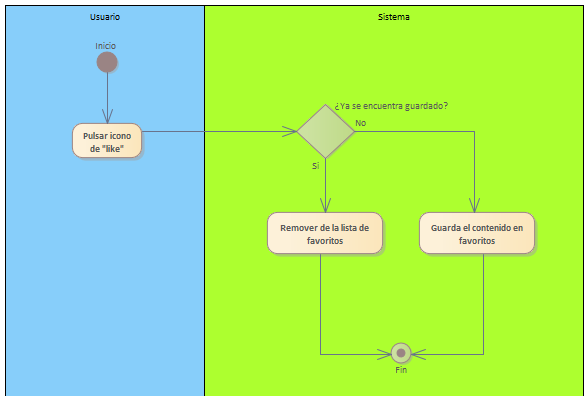 Usuario
Sistema
Inicio
Pulsar icono
de "like"
¿Ya se encuentra guardado?
No
Si
Remover de la lista de
favoritos
Guarda el contenido en
favoritos
Fin